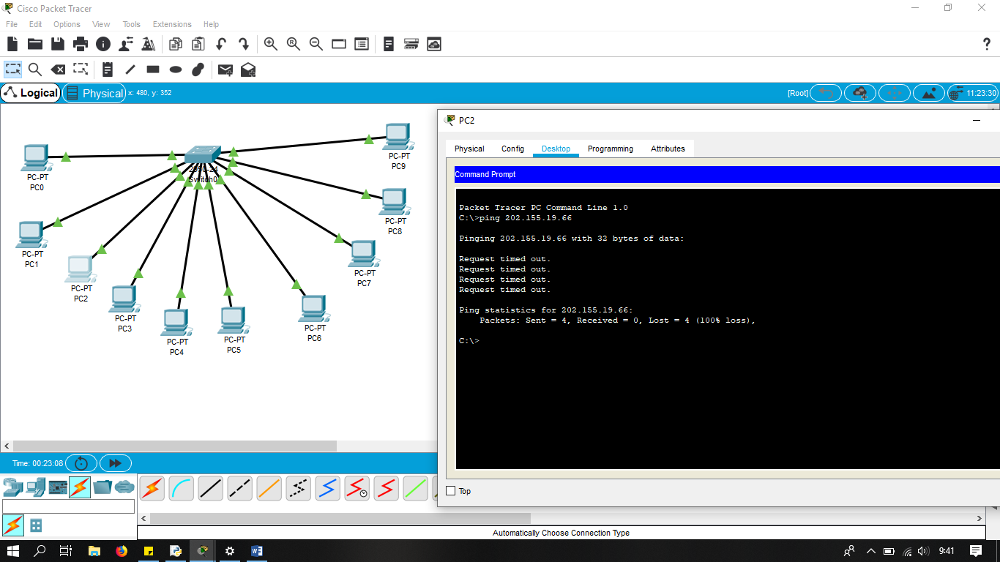 Cisco Packet Tracer
File Edit Options View Tools Extensions Help
Logical
Physical
x: 480, y: 352
[Root]
11:23:30
PC-PT
PC0
PC-PT
PC1
PC-PT
PC2
PC-PT
PC3
PC-PT
PC4
PC-PT
PC5
PC-PT
PC6
PC-PT
PC7
PC-PT
PC8
PC-PT
PC9
2950-24
Switch0
PC2
Physical Config Desktop Programming Attributes
Command Prompt
Packet Tracer PC Command Line 1.0
C:\>ping 202.155.19.66
Pinging 202.155.19.66 with 32 bytes of data:
Request timed out.
Request timed out.
Request timed out.
Request timed out.
Ping statistics for 202.155.19.66:
Packets: Sent = 4, Received = 0, Lost = 4 (100% loss),
C:\>
Top
Time: 00:23:08
Automatically Choose Connection Type
9:41